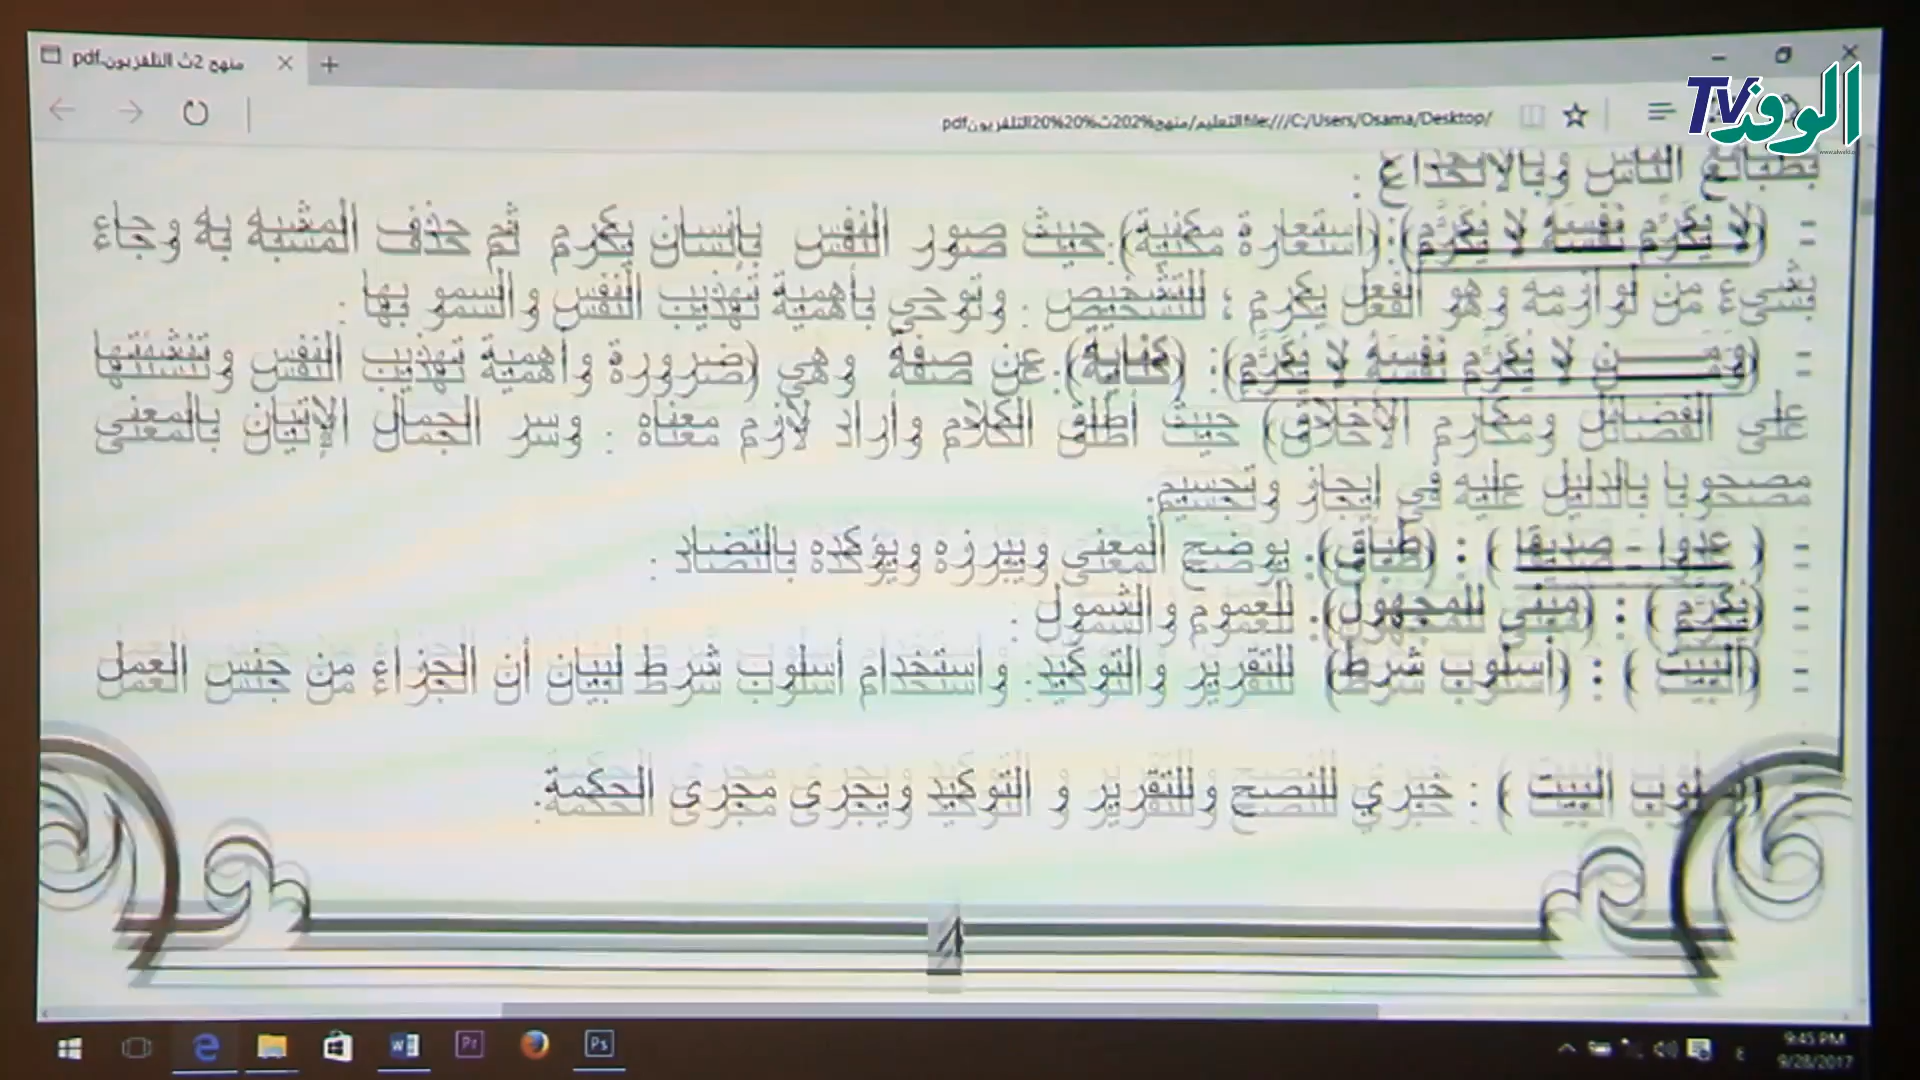 منهج 2ث التلفزيون.pdf
file:///C:/Users/Osama/Desktop/التعليم/منهج%202ث%20%20التلفزيون.pdf
الوفد TV
بطبائع الناس وبالانخداع .
(لا يكرم نفسه لا يكرم): (استعارة مكنية) حيث صور النفس بإنسان يكرم ثم حذف المشبه به وجاء
بشيء من لوازمه وهو الفعل يكرم ، للتشخيص . وتوحي بأهمية تهذيب النفس والسمو بها .
(ومن لا يكرم نفسه لا يكرم): (كناية) عن صفة وهي (ضرورة وأهمية تهذيب النفس وتنشئتها
على الفضائل ومكارم الأخلاق) حيث أطلق الكلام وأراد لازم معناه . وسر الجمال الإتيان بالمعنى
مصحوبا بالدليل عليه في إيجاز وتجسيم.
( عدوا - صديقا ) : (طباق). يوضح المعنى ويبرزه ويؤكده بالتضاد .
(يكرم ) : (مبني للمجهول). للعموم والشمول .
(البيت ) : (أسلوب شرط) للتقرير والتوكيد . واستخدام أسلوب شرط لبيان أن الجزاء من جنس العمل
(أسلوب البيت ) : خبري للنصح وللتقرير و التوكيد ويجرى مجرى الحكمة.
9:45 PM
9/28/2017